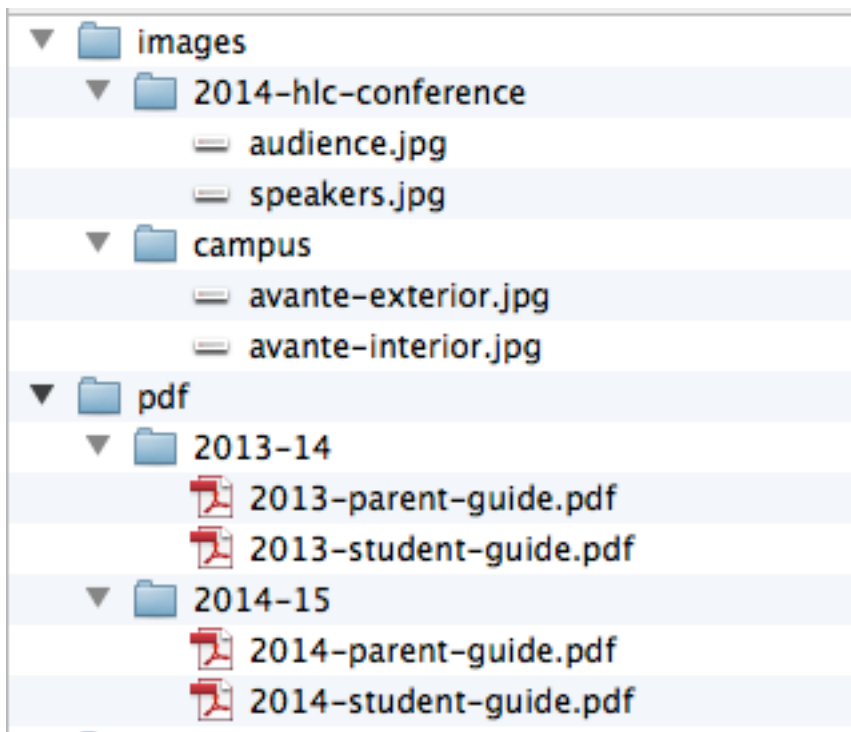 images
2014-hlc-conference
audience.jpg
speakers.jpg
campus
avante-exterior.jpg
avante-interior.jpg
pdf
2013-14
2013-parent-guide.pdf
2013-student-guide.pdf
2014-15
2014-parent-guide.pdf
2014-student-guide.pdf